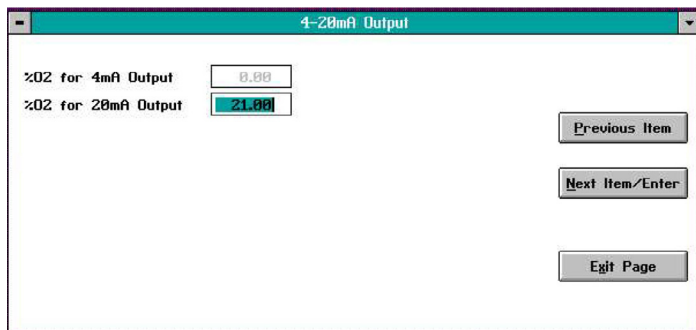 4-20mA Output
%O2 for 4mA Output 0.00
%O2 for 20mA Output 21.00
Previous Item
Next Item/Enter
Exit Page